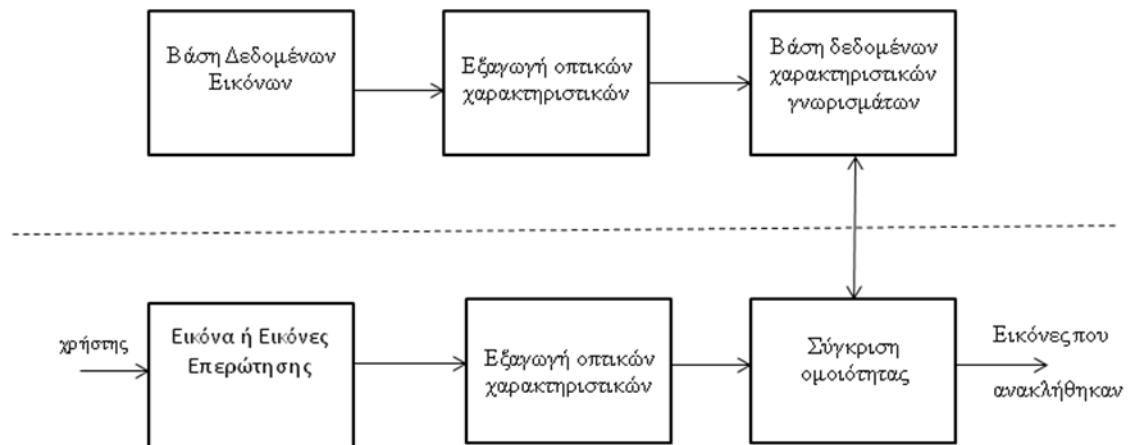 Βάση Δεδομένων
Εικόνων
Εξαγωγή οπτικών
χαρακτηριστικών
Βάση δεδομένων
χαρακτηριστικών
γνωρισμάτων
χρήστης
Εικόνα ή Εικόνες
Επερώτησης
Εξαγωγή οπτικών
χαρακτηριστικών
Σύγκριση
ομοιότητας
Εικόνες που
ανακλήθηκαν